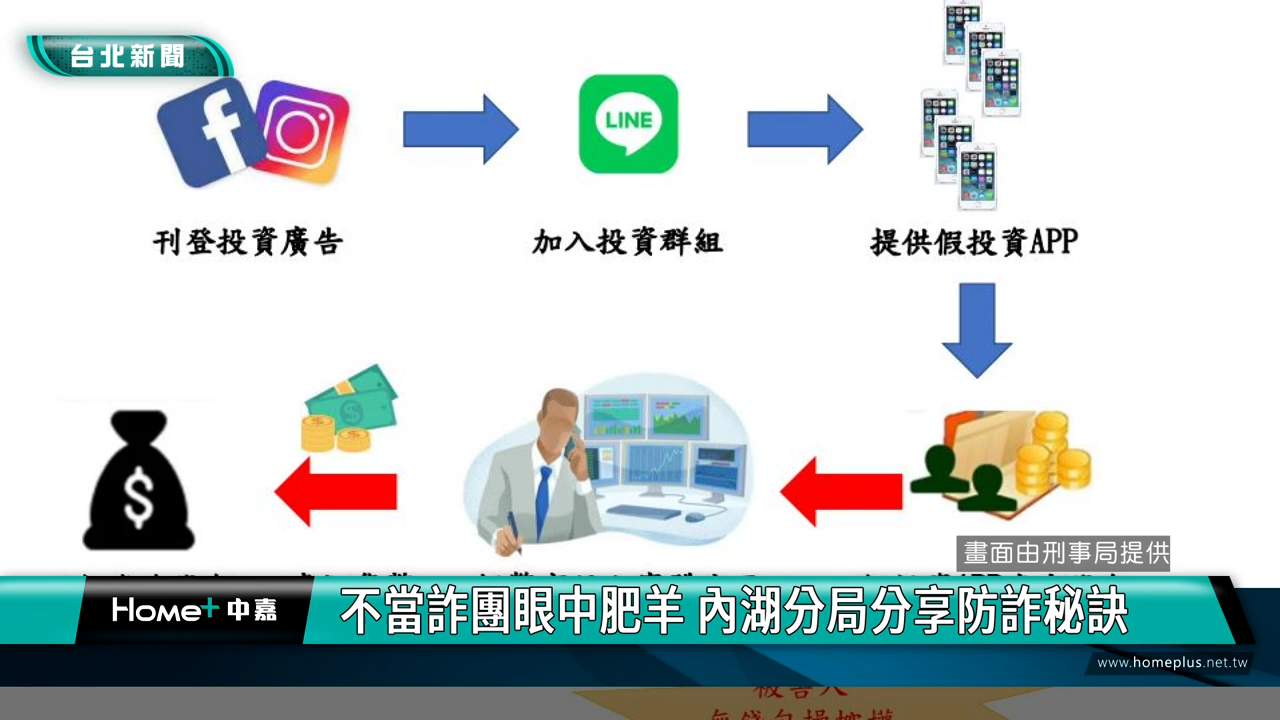 台北新聞
LINE
刊登投資廣告
加入投資群組
提供假投資APP
畫面由刑事局提供
Home+中嘉
不當詐團眼中肥羊 內湖分局分享防詐秘訣
www.homeplus.net.tw